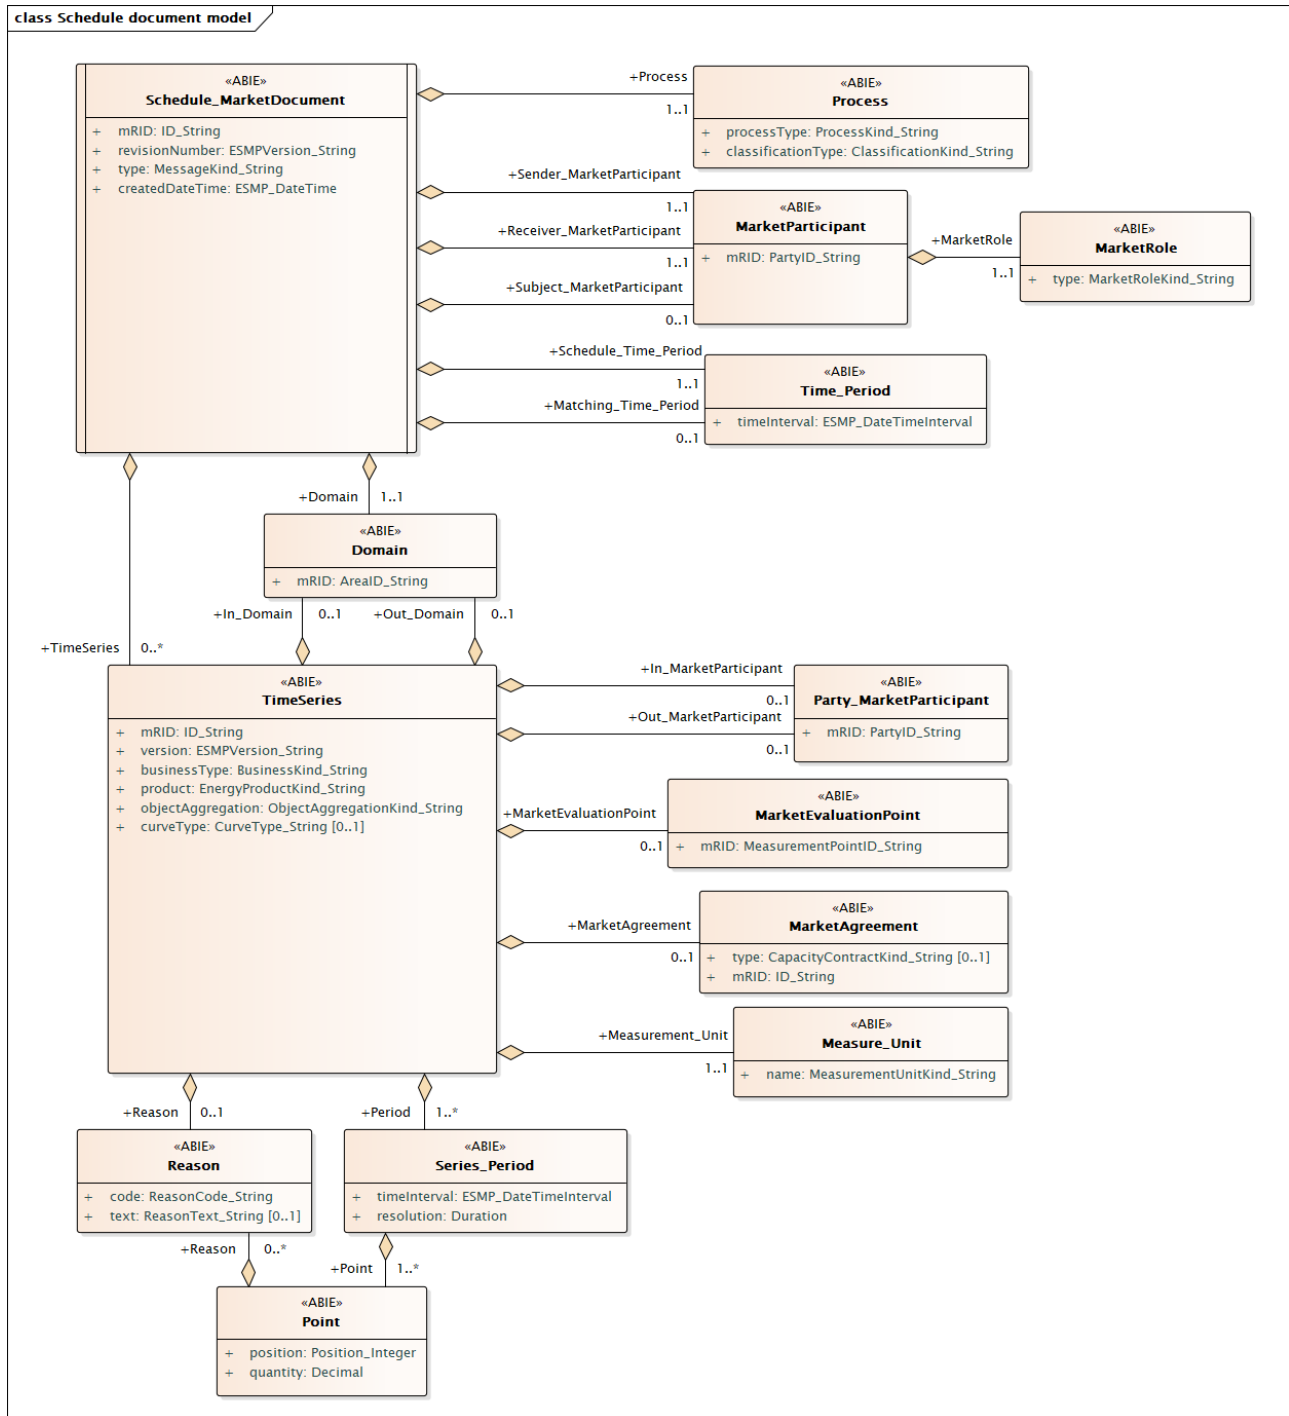 class Schedule document model
«ABIE»
Schedule_MarketDocument
+ mRID: ID_String
+ revisionNumber: ESMPVersion_String
+ type: MessageKind_String
+ createdDateTime: ESMP_DateTime
+Process
1..1
«ABIE»
Process
+ processType: ProcessKind_String
+ classificationType: ClassificationKind_String
+Sender_MarketParticipant
1..1
+Receiver_MarketParticipant
1..1
+Subject_MarketParticipant
0..1
«ABIE»
MarketParticipant
+ mRID: PartyID_String
+MarketRole
1..1
«ABIE»
MarketRole
+ type: MarketRoleKind_String
+Schedule_Time_Period
1..1
+Matching_Time_Period
0..1
«ABIE»
Time_Period
+ timeInterval: ESMP_DateTimeInterval
+Domain 1..1
«ABIE»
Domain
+ mRID: AreaID_String
+In_Domain 0..1
+Out_Domain 0..1
+TimeSeries 0..*
«ABIE»
TimeSeries
+ mRID: ID_String
+ version: ESMPVersion_String
+ businessType: BusinessKind_String
+ product: EnergyProductKind_String
+ objectAggregation: ObjectAggregationKind_String
+ curveType: CurveType_String [0..1]
+In_MarketParticipant
0..1
+Out_MarketParticipant
0..1
«ABIE»
Party_MarketParticipant
+ mRID: PartyID_String
+MarketEvaluationPoint
0..1
«ABIE»
MarketEvaluationPoint
+ mRID: MeasurementPointID_String
+MarketAgreement
0..1
«ABIE»
MarketAgreement
+ type: CapacityContractKind_String [0..1]
+ mRID: ID_String
+Measurement_Unit
1..1
«ABIE»
Measure_Unit
+ name: MeasurementUnitKind_String
+Reason 0..1
«ABIE»
Reason
+ code: ReasonCode_String
+ text: ReasonText_String [0..1]
+Period 1..*
«ABIE»
Series_Period
+ timeInterval: ESMP_DateTimeInterval
+ resolution: Duration
+Reason 0..*
+Point 1..*
«ABIE»
Point
+ position: Position_Integer
+ quantity: Decimal